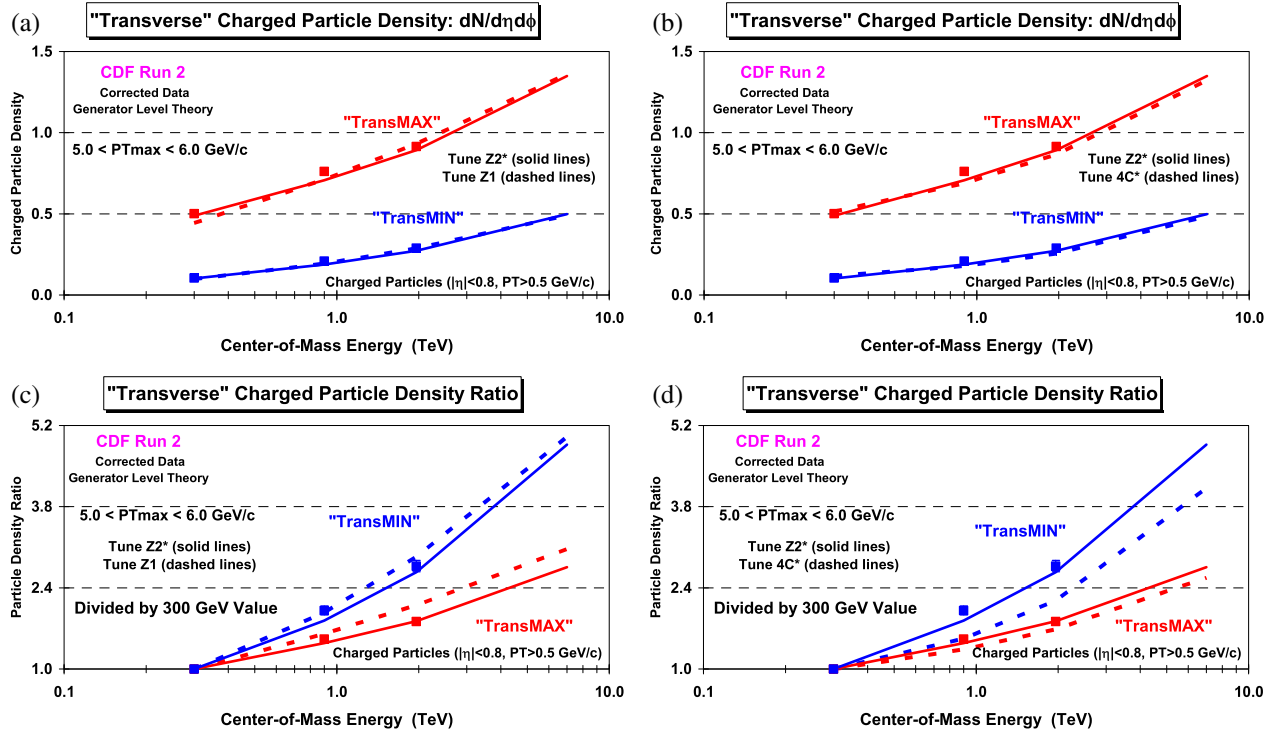 (a)
"Transverse" Charged Particle Density: dN/dηdϕ
Charged Particle Density
1.5
1.0
0.5
0.0
CDF Run 2
Corrected Data
Generator Level Theory
"TransMAX"
5.0 < PTmax < 6.0 GeV/c
Tune Z2* (solid lines)
Tune Z1 (dashed lines)
"TransMIN"
Charged Particles (|η|<0.8, PT>0.5 GeV/c)
0.1
1.0
10.0
Center-of-Mass Energy (TeV)
(b)
"Transverse" Charged Particle Density: dN/dηdϕ
Charged Particle Density
1.5
1.0
0.5
0.0
CDF Run 2
Corrected Data
Generator Level Theory
"TransMAX"
5.0 < PTmax < 6.0 GeV/c
Tune Z2* (solid lines)
Tune 4C* (dashed lines)
"TransMIN"
Charged Particles (|η|<0.8, PT>0.5 GeV/c)
0.1
1.0
10.0
Center-of-Mass Energy (TeV)
(c)
"Transverse" Charged Particle Density Ratio
Particle Density Ratio
5.2
3.8
2.4
1.0
CDF Run 2
Corrected Data
Generator Level Theory
5.0 < PTmax < 6.0 GeV/c
"TransMIN"
Tune Z2* (solid lines)
Tune Z1 (dashed lines)
Divided by 300 GeV Value
"TransMAX"
Charged Particles (|η|<0.8, PT>0.5 GeV/c)
0.1
1.0
10.0
Center-of-Mass Energy (TeV)
(d)
"Transverse" Charged Particle Density Ratio
Particle Density Ratio
5.2
3.8
2.4
1.0
CDF Run 2
Corrected Data
Generator Level Theory
5.0 < PTmax < 6.0 GeV/c
"TransMIN"
Tune Z2* (solid lines)
Tune 4C* (dashed lines)
Divided by 300 GeV Value
"TransMAX"
Charged Particles (|η|<0.8, PT>0.5 GeV/c)
0.1
1.0
10.0
Center-of-Mass Energy (TeV)